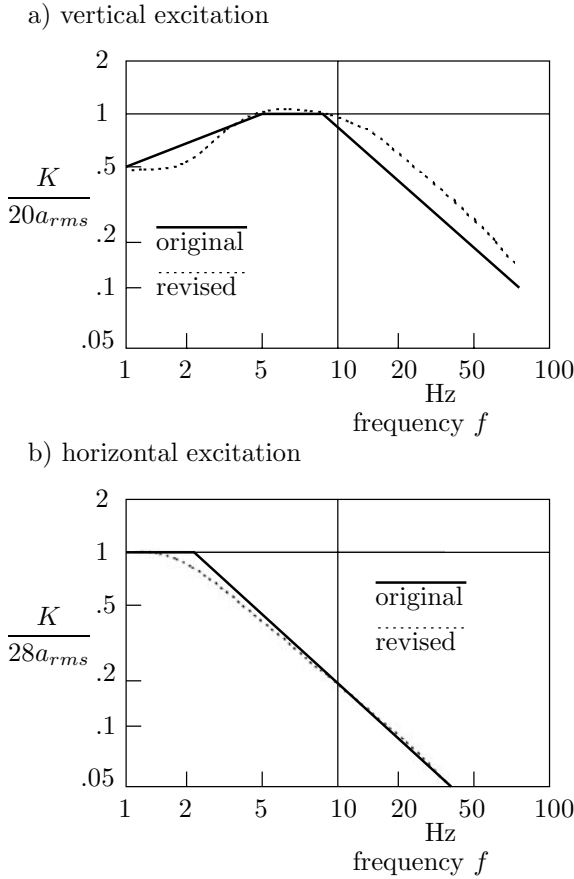 a) vertical excitation
2
1
.5
K
20a_rms
.2
original
revised
.1
.05
1 2 5 10 20 50 100
Hz
frequency f
b) horizontal excitation
2
1
original
.5
K
28a_rms
revised
.2
.1
.05
1 2 5 10 20 50 100
Hz
frequency f